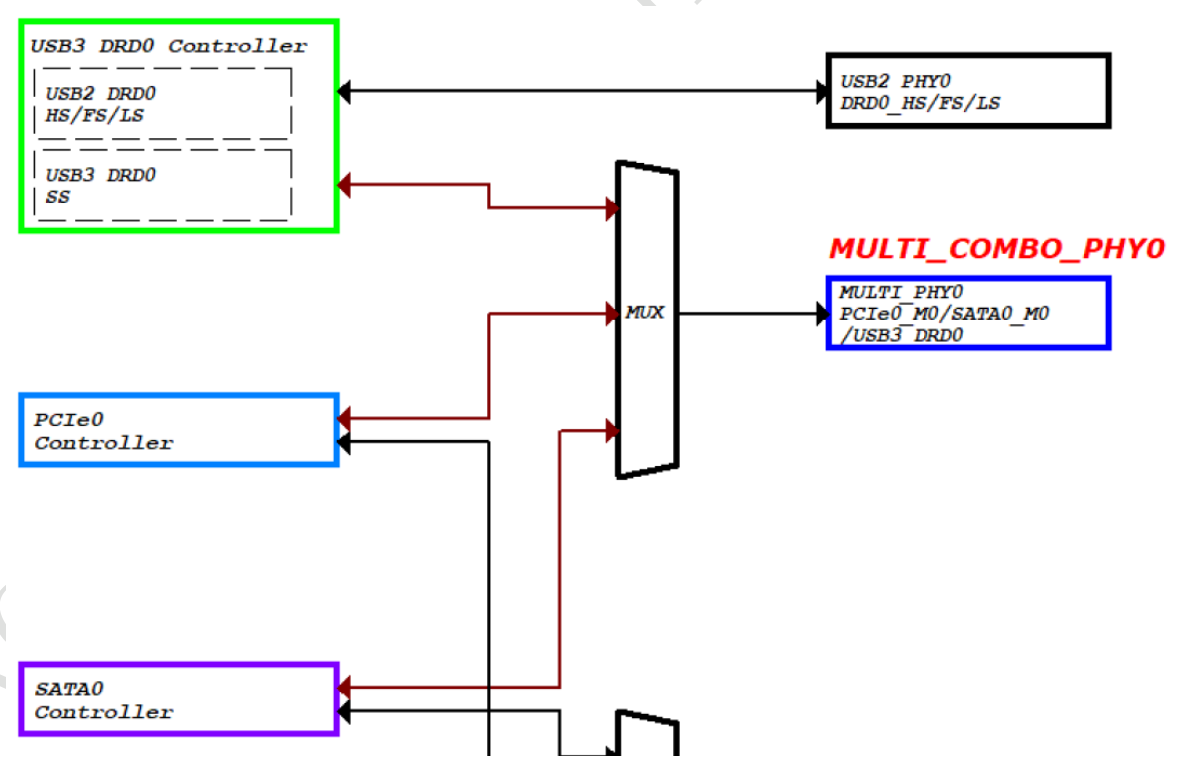 USB3 DRD0 Controller
USB2 DRD0
HS/FS/LS
USB3 DRD0
SS
USB2 PHY0
DRD0_HS/FS/LS
MULTI_COMBO_PHY0
MULTI_PHY0
PCIe0_M0/SATA0_M0
/USB3_DRD0
MUX
PCIe0
Controller
SATA0
Controller